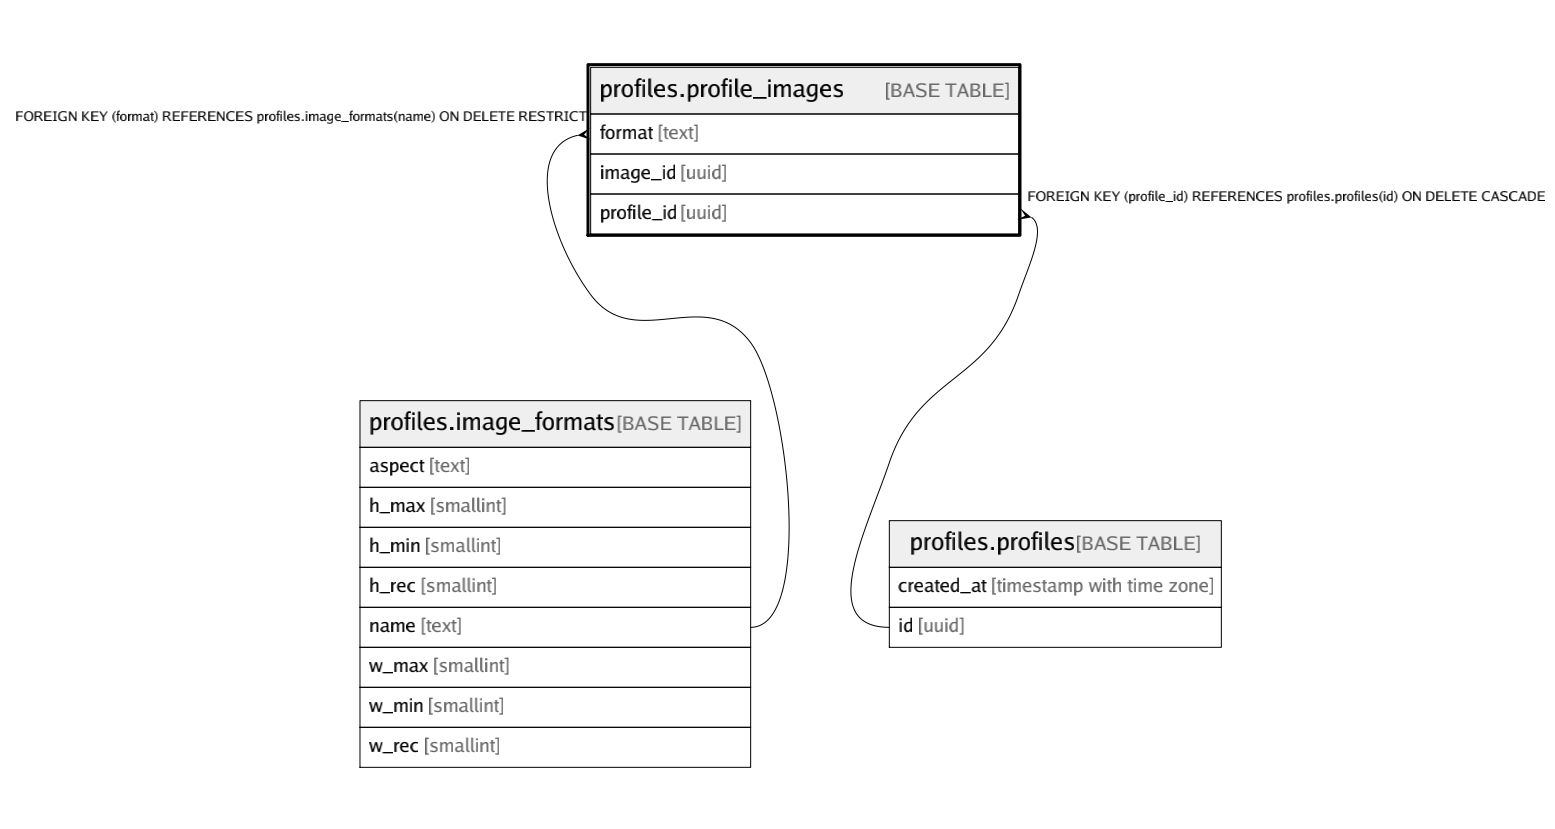 profiles.profile_images [BASE TABLE]
FOREIGN KEY (format) REFERENCES profiles.image_formats(name) ON DELETE RESTRICT
format [text]
image_id [uuid]
FOREIGN KEY (profile_id) REFERENCES profiles.profiles(id) ON DELETE CASCADE
profile_id [uuid]
profiles.image_formats [BASE TABLE]
aspect [text]
h_max [smallint]
h_min [smallint]
h_rec [smallint]
name [text]
w_max [smallint]
w_min [smallint]
w_rec [smallint]
profiles.profiles [BASE TABLE]
created_at [timestamp with time zone]
id [uuid]